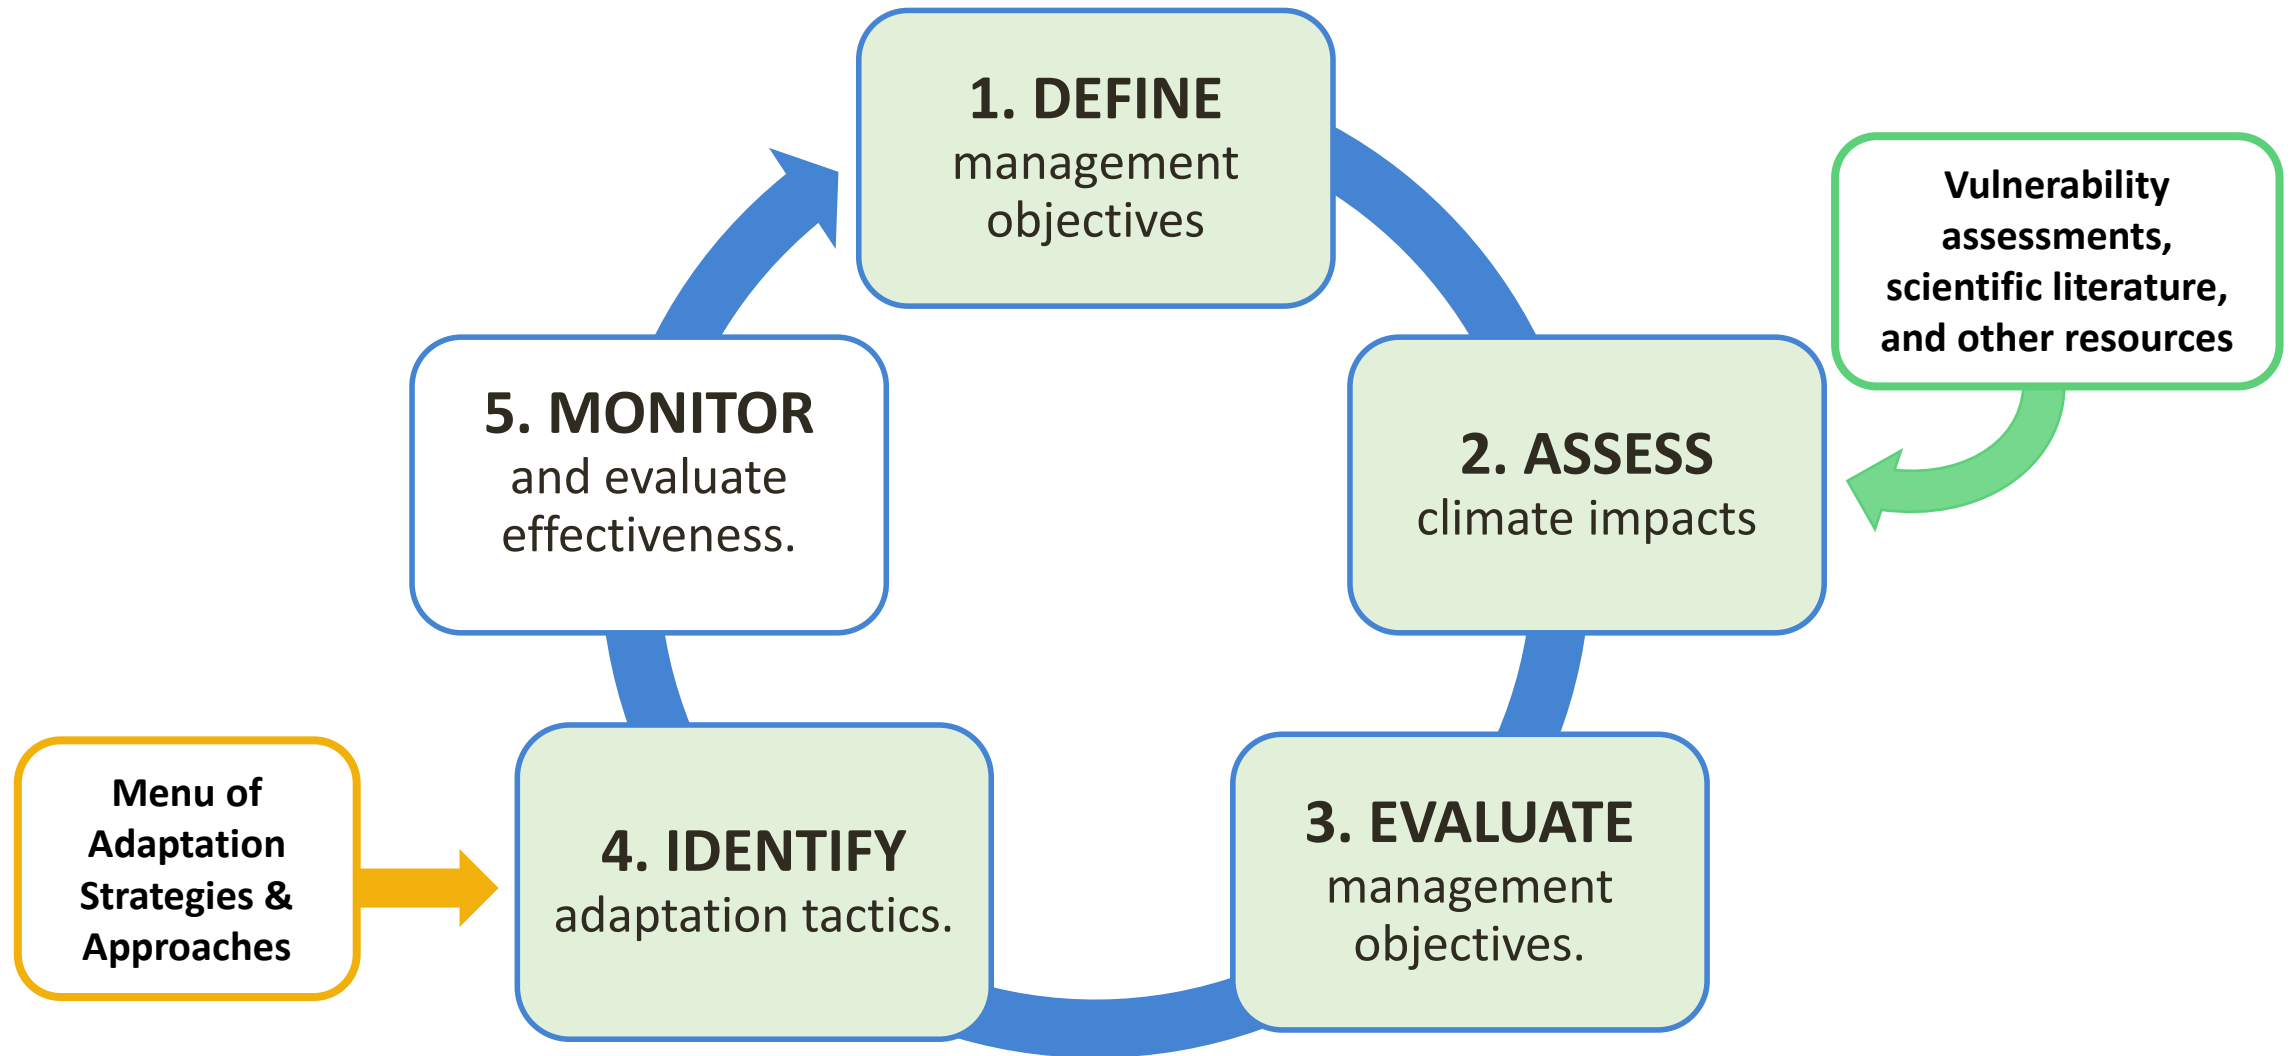 1. DEFINE
management
objectives
Vulnerability
assessments,
scientific literature,
and other resources
2. ASSESS
climate impacts
3. EVALUATE
management
objectives.
4. IDENTIFY
adaptation tactics.
Menu of
Adaptation
Strategies &
Approaches
5. MONITOR
and evaluate
effectiveness.